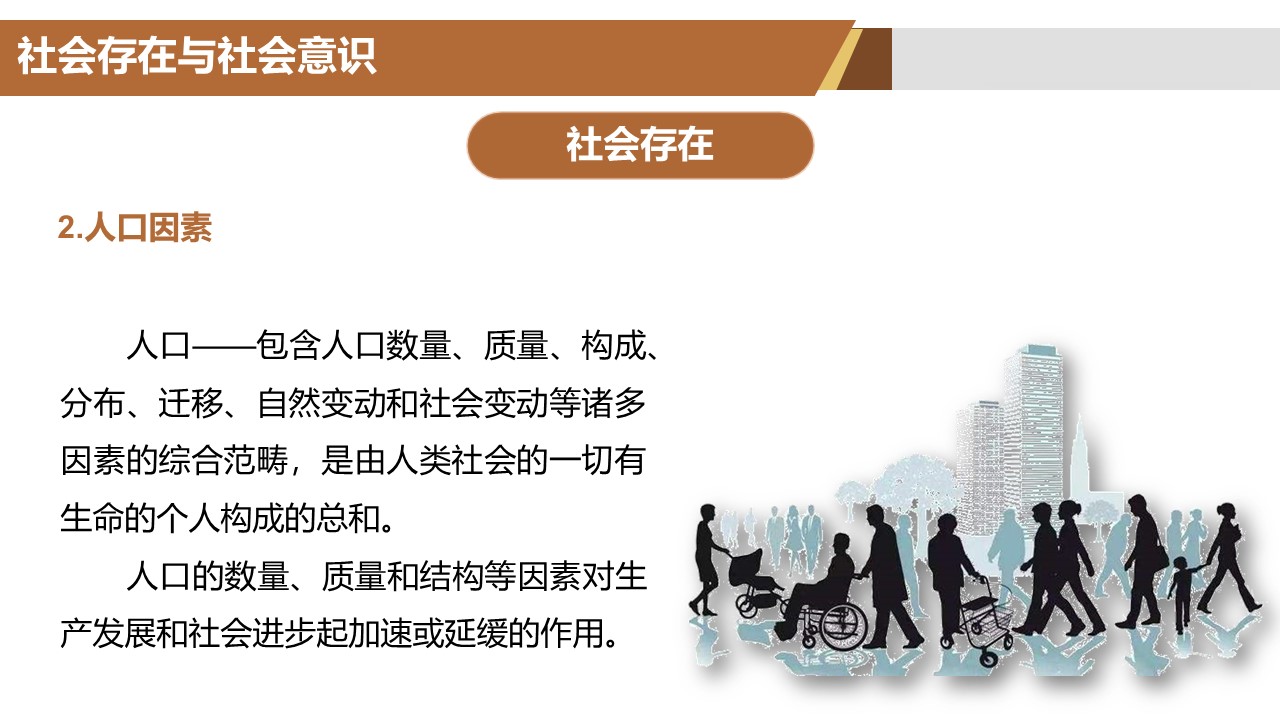 社会存在与社会意识
社会存在
2.人口因素
人口——包含人口数量、质量、构成、
分布、迁移、自然变动和社会变动等诸多
因素的综合范畴，是由人类社会的一切有
生命的个人构成的总和。
人口的数量、质量和结构等因素对生
产发展和社会进步起加速或延缓的作用。